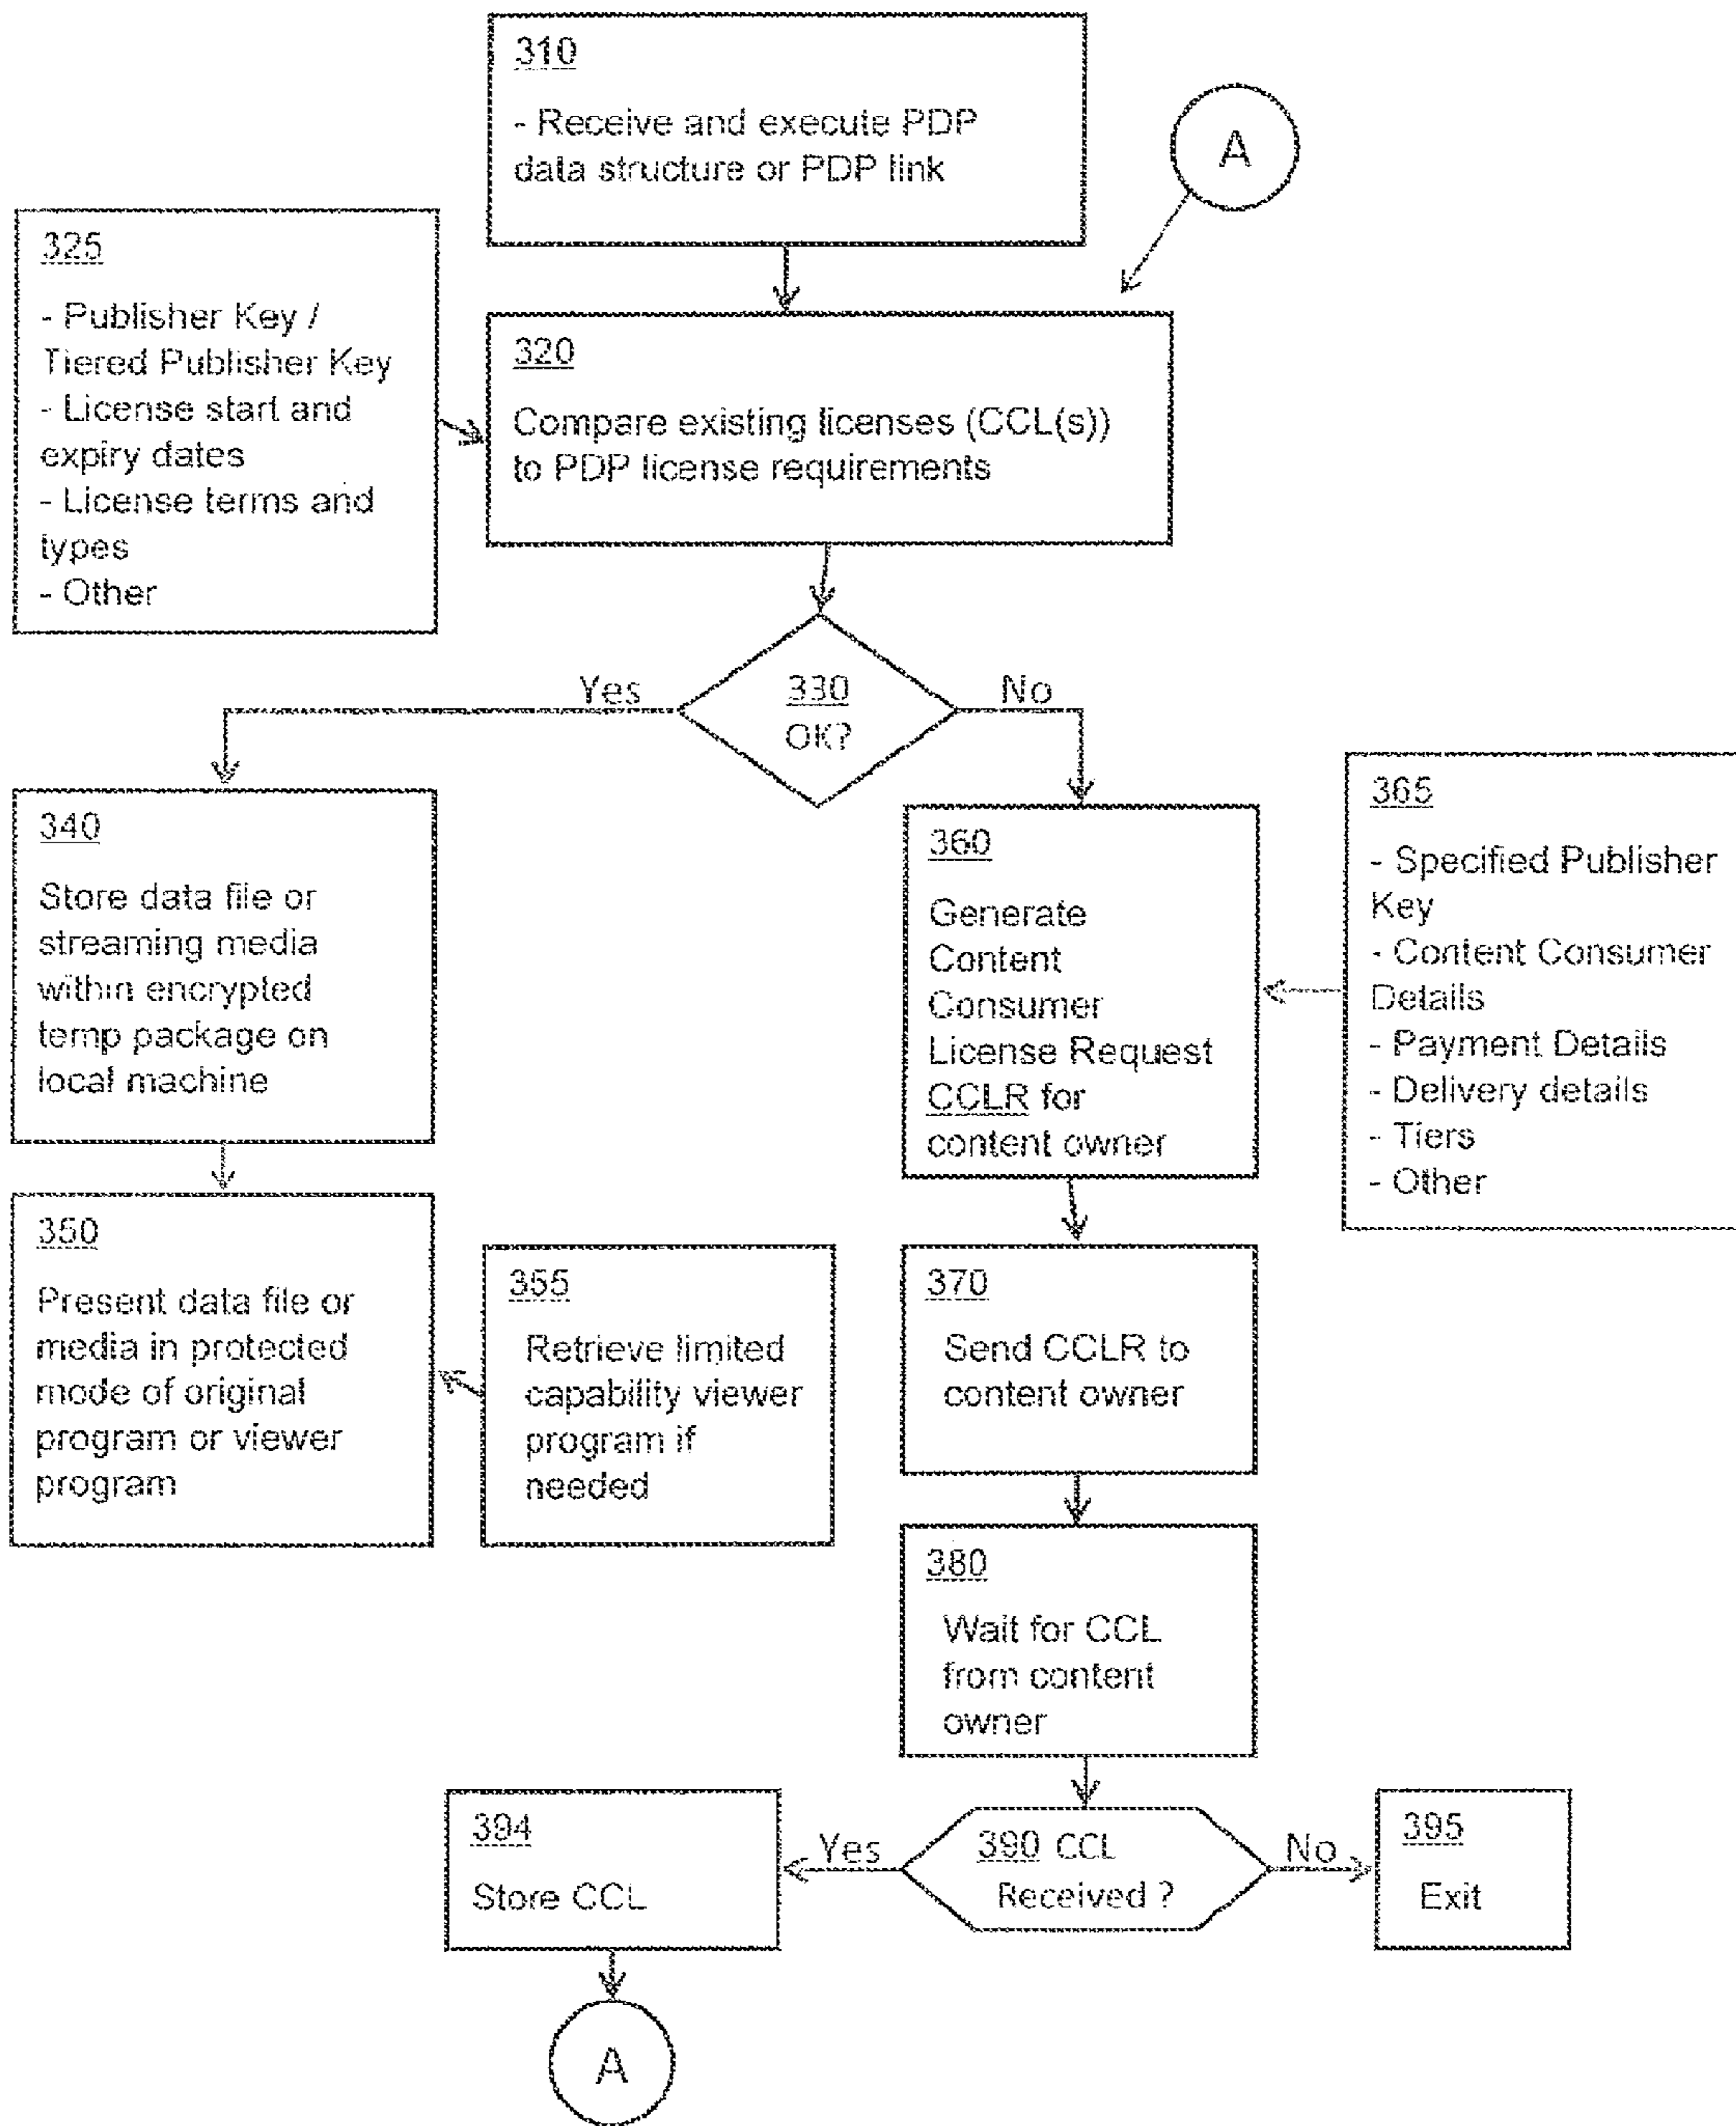 310
- Receive and execute PDP
data structure or PDP link
A
325
- Publisher Key /
Tiered Publisher Key
- License start and
expiry dates
- License terms and
types
- Other
320
Compare existing licenses (CCL(s))
to PDP license requirements
330
OK?
Yes
No
340
Store data file or
streaming media
within encrypted
temp package on
local machine
360
Generate
Content
Consumer
License Request
CCLR for
content owner
365
- Specified Publisher
Key
- Content Consumer
Details
- Payment Details
- Delivery details
- Tiers
- Other
350
Present data file or
media in protected
mode of original
program or viewer
program
355
Retrieve limited
capability viewer
program if
needed
370
Send CCLR to
content owner
380
Wait for CCL
from content
owner
390 CCL
Received ?
Yes
No
394
Store CCL
395
Exit
A